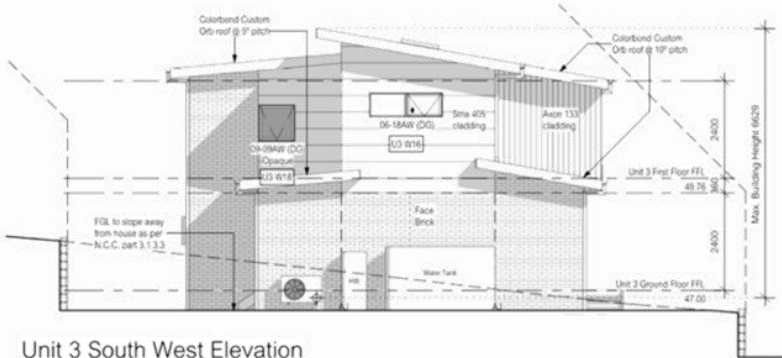 Colorbond Custom
Orb roof @ 9° pitch
Colorbond Custom
Orb roof @ 10° pitch
09-09AW (DG)
Opaque
U3 W18
06-18AW (DG)
U3 W16
Stria 405
cladding
Axon 133
cladding
2400
360
2400
Max. Building Height 6629
Unit 3 First Floor FFL
49.76
FGL to slope away
from house as per
N.C.C. part 3.1.3.3
Face
Brick
HW
Water Tank
Unit 3 Ground Floor FFL
47.00
Unit 3 South West Elevation